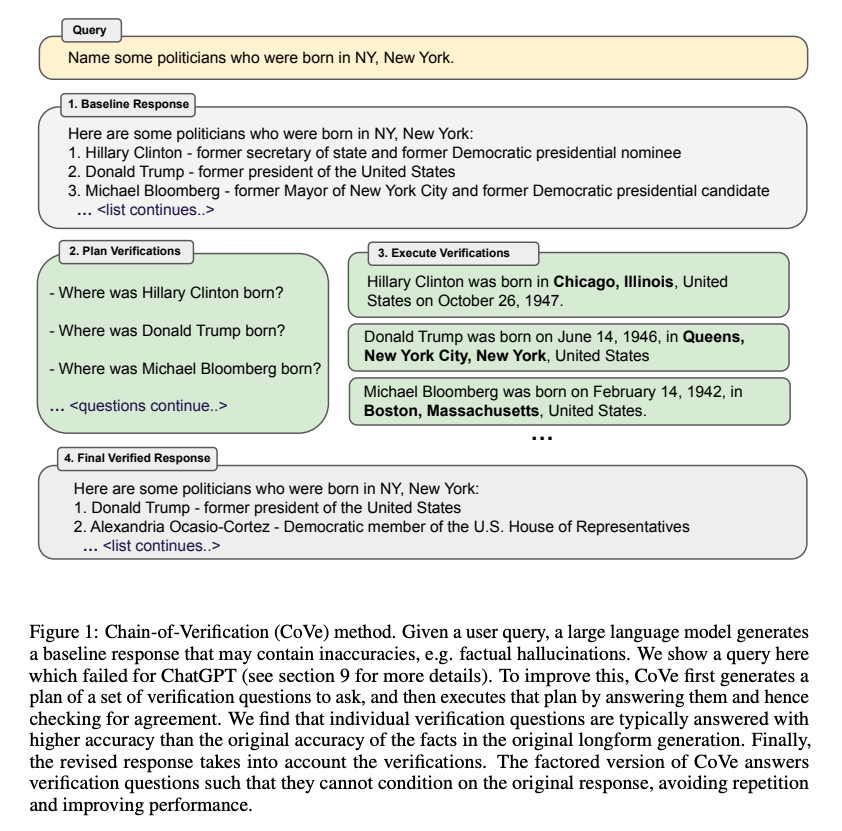 Query
Name some politicians who were born in NY, New York.
1. Baseline Response
Here are some politicians who were born in NY, New York:
1. Hillary Clinton - former secretary of state and former Democratic presidential nominee
2. Donald Trump - former president of the United States
3. Michael Bloomberg - former Mayor of New York City and former Democratic presidential candidate
... <list continues..>
2. Plan Verifications
- Where was Hillary Clinton born?
- Where was Donald Trump born?
- Where was Michael Bloomberg born?
... <questions continue..>
3. Execute Verifications
Hillary Clinton was born in Chicago, Illinois, United
States on October 26, 1947.
Donald Trump was born on June 14, 1946, in Queens,
New York City, New York, United States
Michael Bloomberg was born on February 14, 1942, in
Boston, Massachusetts, United States.
...
4. Final Verified Response
Here are some politicians who were born in NY, New York:
1. Donald Trump - former president of the United States
2. Alexandria Ocasio-Cortez - Democratic member of the U.S. House of Representatives
... <list continues..>
Figure 1: Chain-of-Verification (CoVe) method. Given a user query, a large language model generates
a baseline response that may contain inaccuracies, e.g. factual hallucinations. We show a query here
which failed for ChatGPT (see section 9 for more details). To improve this, CoVe first generates a
plan of a set of verification questions to ask, and then executes that plan by answering them and hence
checking for agreement. We find that individual verification questions are typically answered with
higher accuracy than the original accuracy of the facts in the original longform generation. Finally,
the revised response takes into account the verifications. The factored version of CoVe answers
verification questions such that they cannot condition on the original response, avoiding repetition
and improving performance.